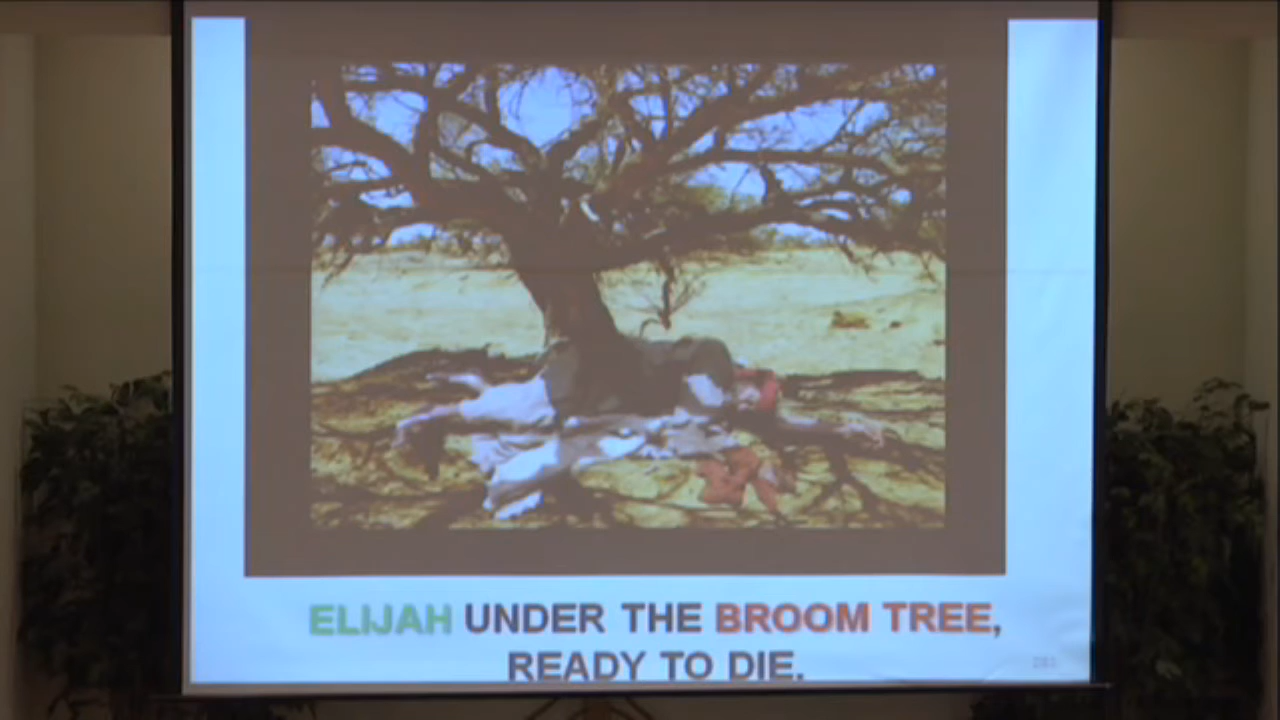 ELIJAH UNDER THE BROOM TREE,
READY TO DIE.